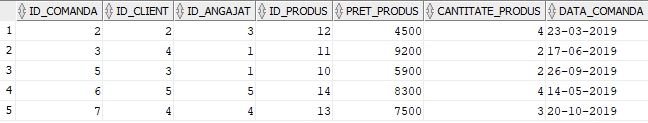 ID_COMANDA ID_CLIENT ID_ANGAJAT ID_PRODUS PRET_PRODUS CANTITATE_PRODUS DATA_COMANDA
1 2 2 3 12 4500 4 23-03-2019
2 3 4 1 11 9200 2 17-06-2019
3 5 3 1 10 5900 2 26-09-2019
4 6 5 5 14 8300 4 14-05-2019
5 7 4 4 13 7500 3 20-10-2019